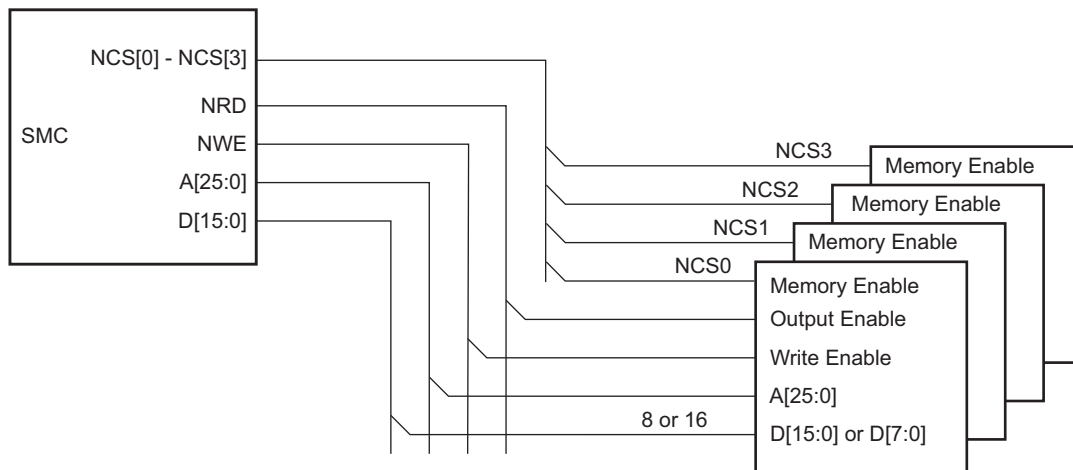 NCS[0] - NCS[3]
NRD
SMC
NWE
A[25:0]
D[15:0]
NCS3
Memory Enable
NCS2
Memory Enable
NCS1
Memory Enable
NCS0
Memory Enable
Output Enable
Write Enable
A[25:0]
8 or 16
D[15:0] or D[7:0]